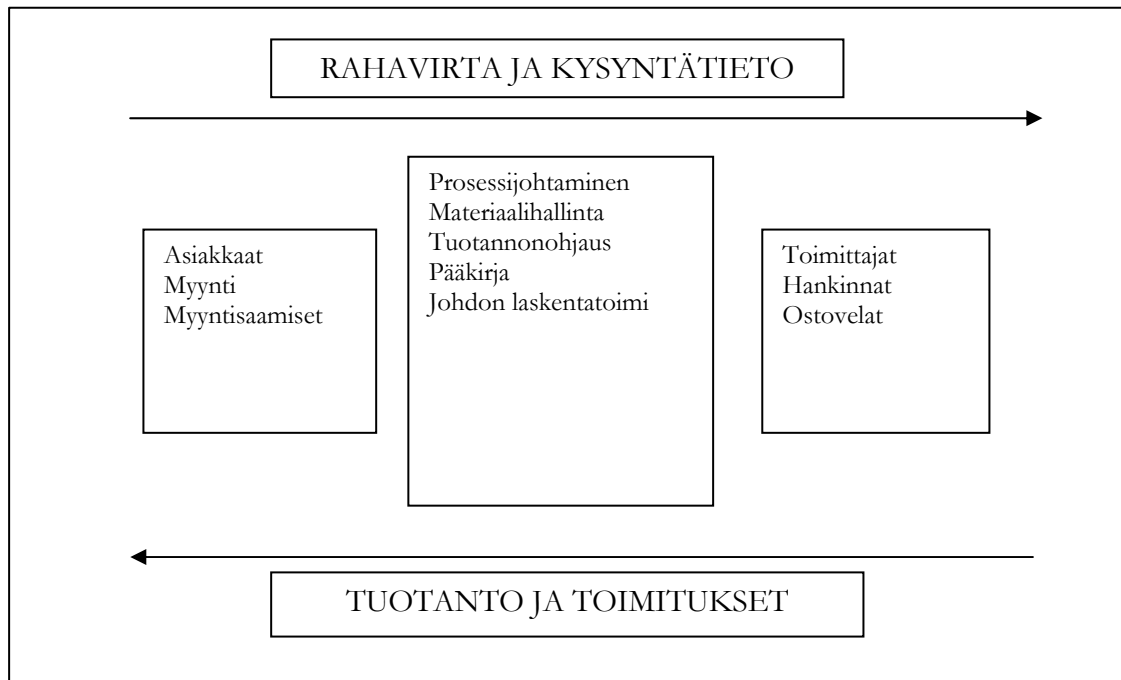 RAHAVIRTA JA KYSYNTÄTIETO
Asiakkaat
Myynti
Myyntisaamiset
Prosessijohtaminen
Materiaalihallinta
Tuotannonohjaus
Pääkirja
Johdon laskentatoimi
Toimittajat
Hankinnat
Ostovelat
TUOTANTO JA TOIMITUKSET